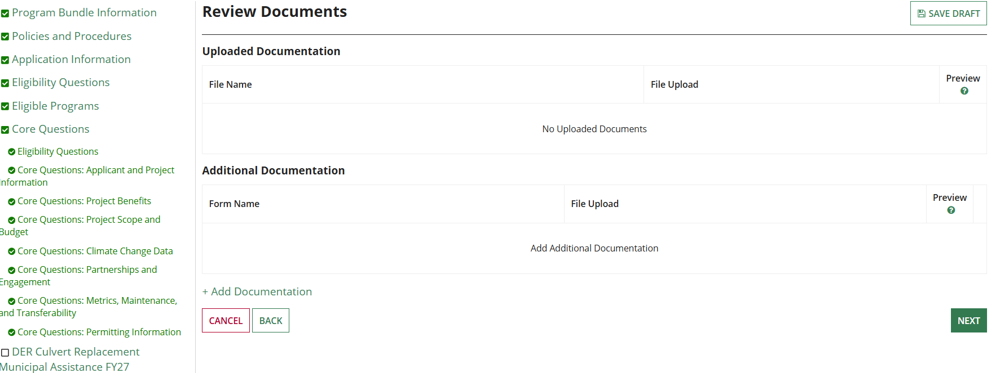 Program Bundle Information
Policies and Procedures
Application Information
Eligibility Questions
Eligible Programs
Core Questions
Eligibility Questions
Core Questions: Applicant and Project
Information
Core Questions: Project Benefits
Core Questions: Project Scope and
Budget
Core Questions: Climate Change Data
Core Questions: Partnerships and
Engagement
Core Questions: Metrics, Maintenance,
and Transferability
Core Questions: Permitting Information
DER Culvert Replacement
Municipal Assistance FY27
Review Documents
SAVE DRAFT
Uploaded Documentation
File Name
File Upload
Preview
?
No Uploaded Documents
Additional Documentation
Form Name
File Upload
Preview
?
Add Additional Documentation
+ Add Documentation
CANCEL
BACK
NEXT